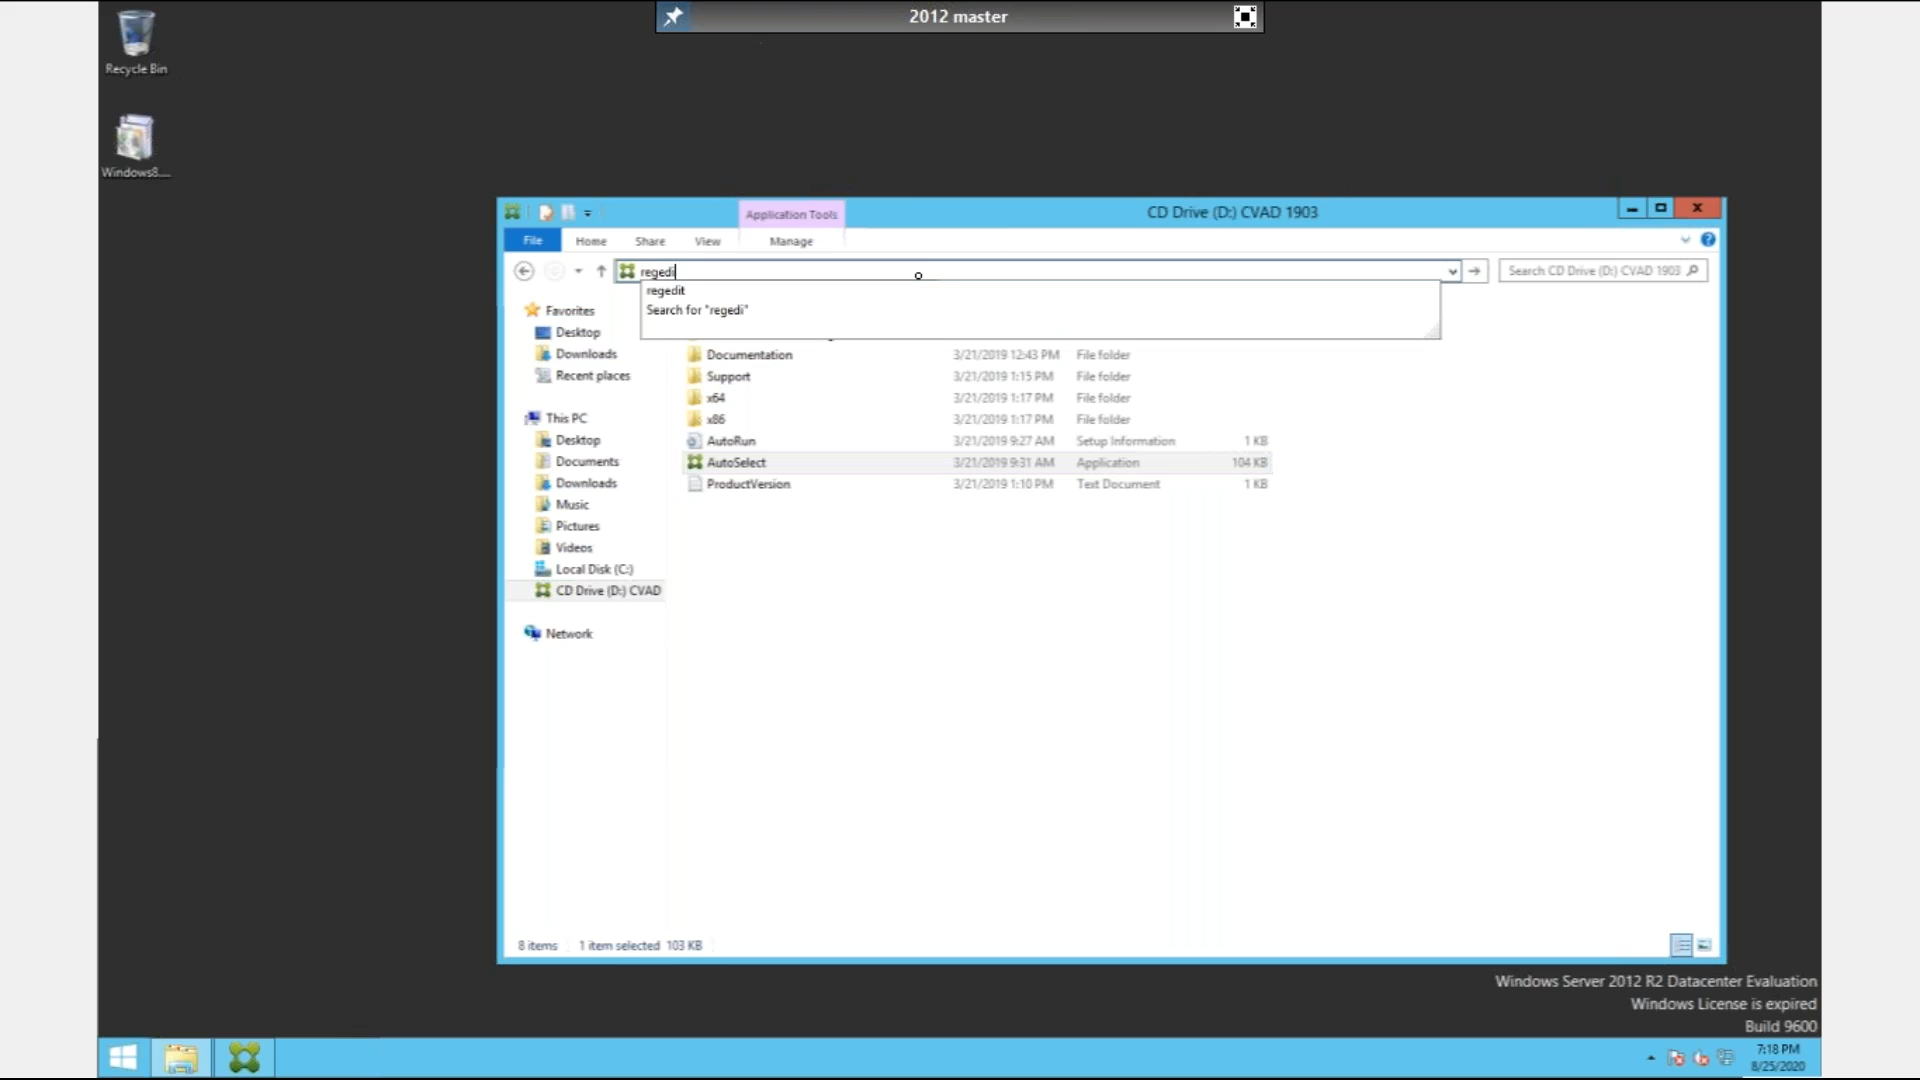 2012 master
Recycle Bin
Windows8....
Application Tools
CD Drive (D:) CVAD 1903
File
Home
Share
View
Manage
regedi
Search CD Drive (D:) CVAD 1903
regedit
Search for "regedi"
Favorites
Desktop
Downloads
Recent places
This PC
Desktop
Documents
Downloads
Music
Pictures
Videos
Local Disk (C:)
CD Drive (D:) CVAD
Network
Documentation 3/21/2019 12:43 PM File folder
Support 3/21/2019 1:15 PM File folder
x64 3/21/2019 1:17 PM File folder
x86 3/21/2019 1:17 PM File folder
AutoRun 3/21/2019 9:27 AM Setup Information 1 KB
AutoSelect 3/21/2019 9:31 AM Application 104 KB
ProductVersion 3/21/2019 1:10 PM Text Document 1 KB
8 items 1 item selected 103 KB
Windows Server 2012 R2 Datacenter Evaluation
Windows License is expired
Build 9600
7:18 PM
8/25/2020